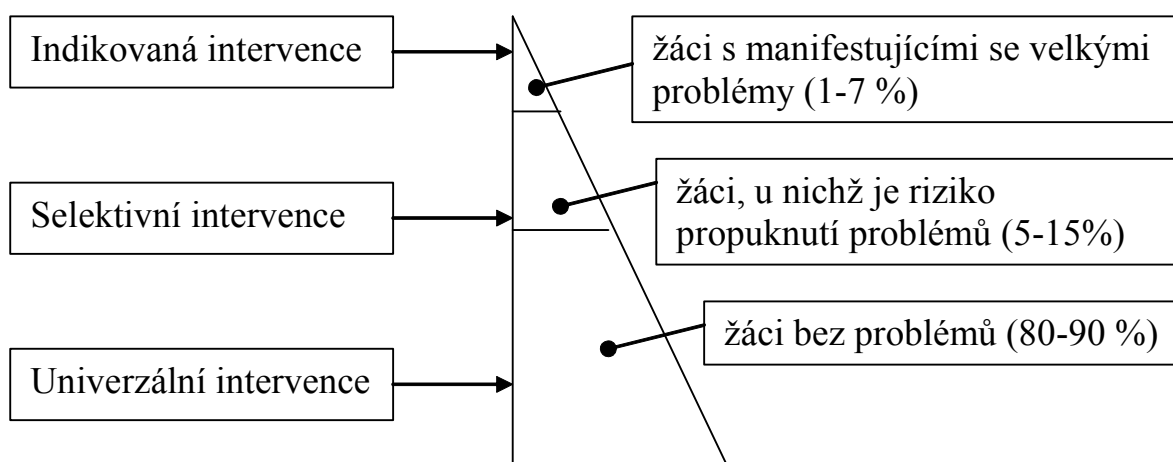 Indikovaná intervence
žáci s manifestujícími se velkými
problémy (1-7 %)
Selektivní intervence
žáci, u nichž je riziko
propuknutí problémů (5-15%)
žáci bez problémů (80-90 %)
Univerzální intervence